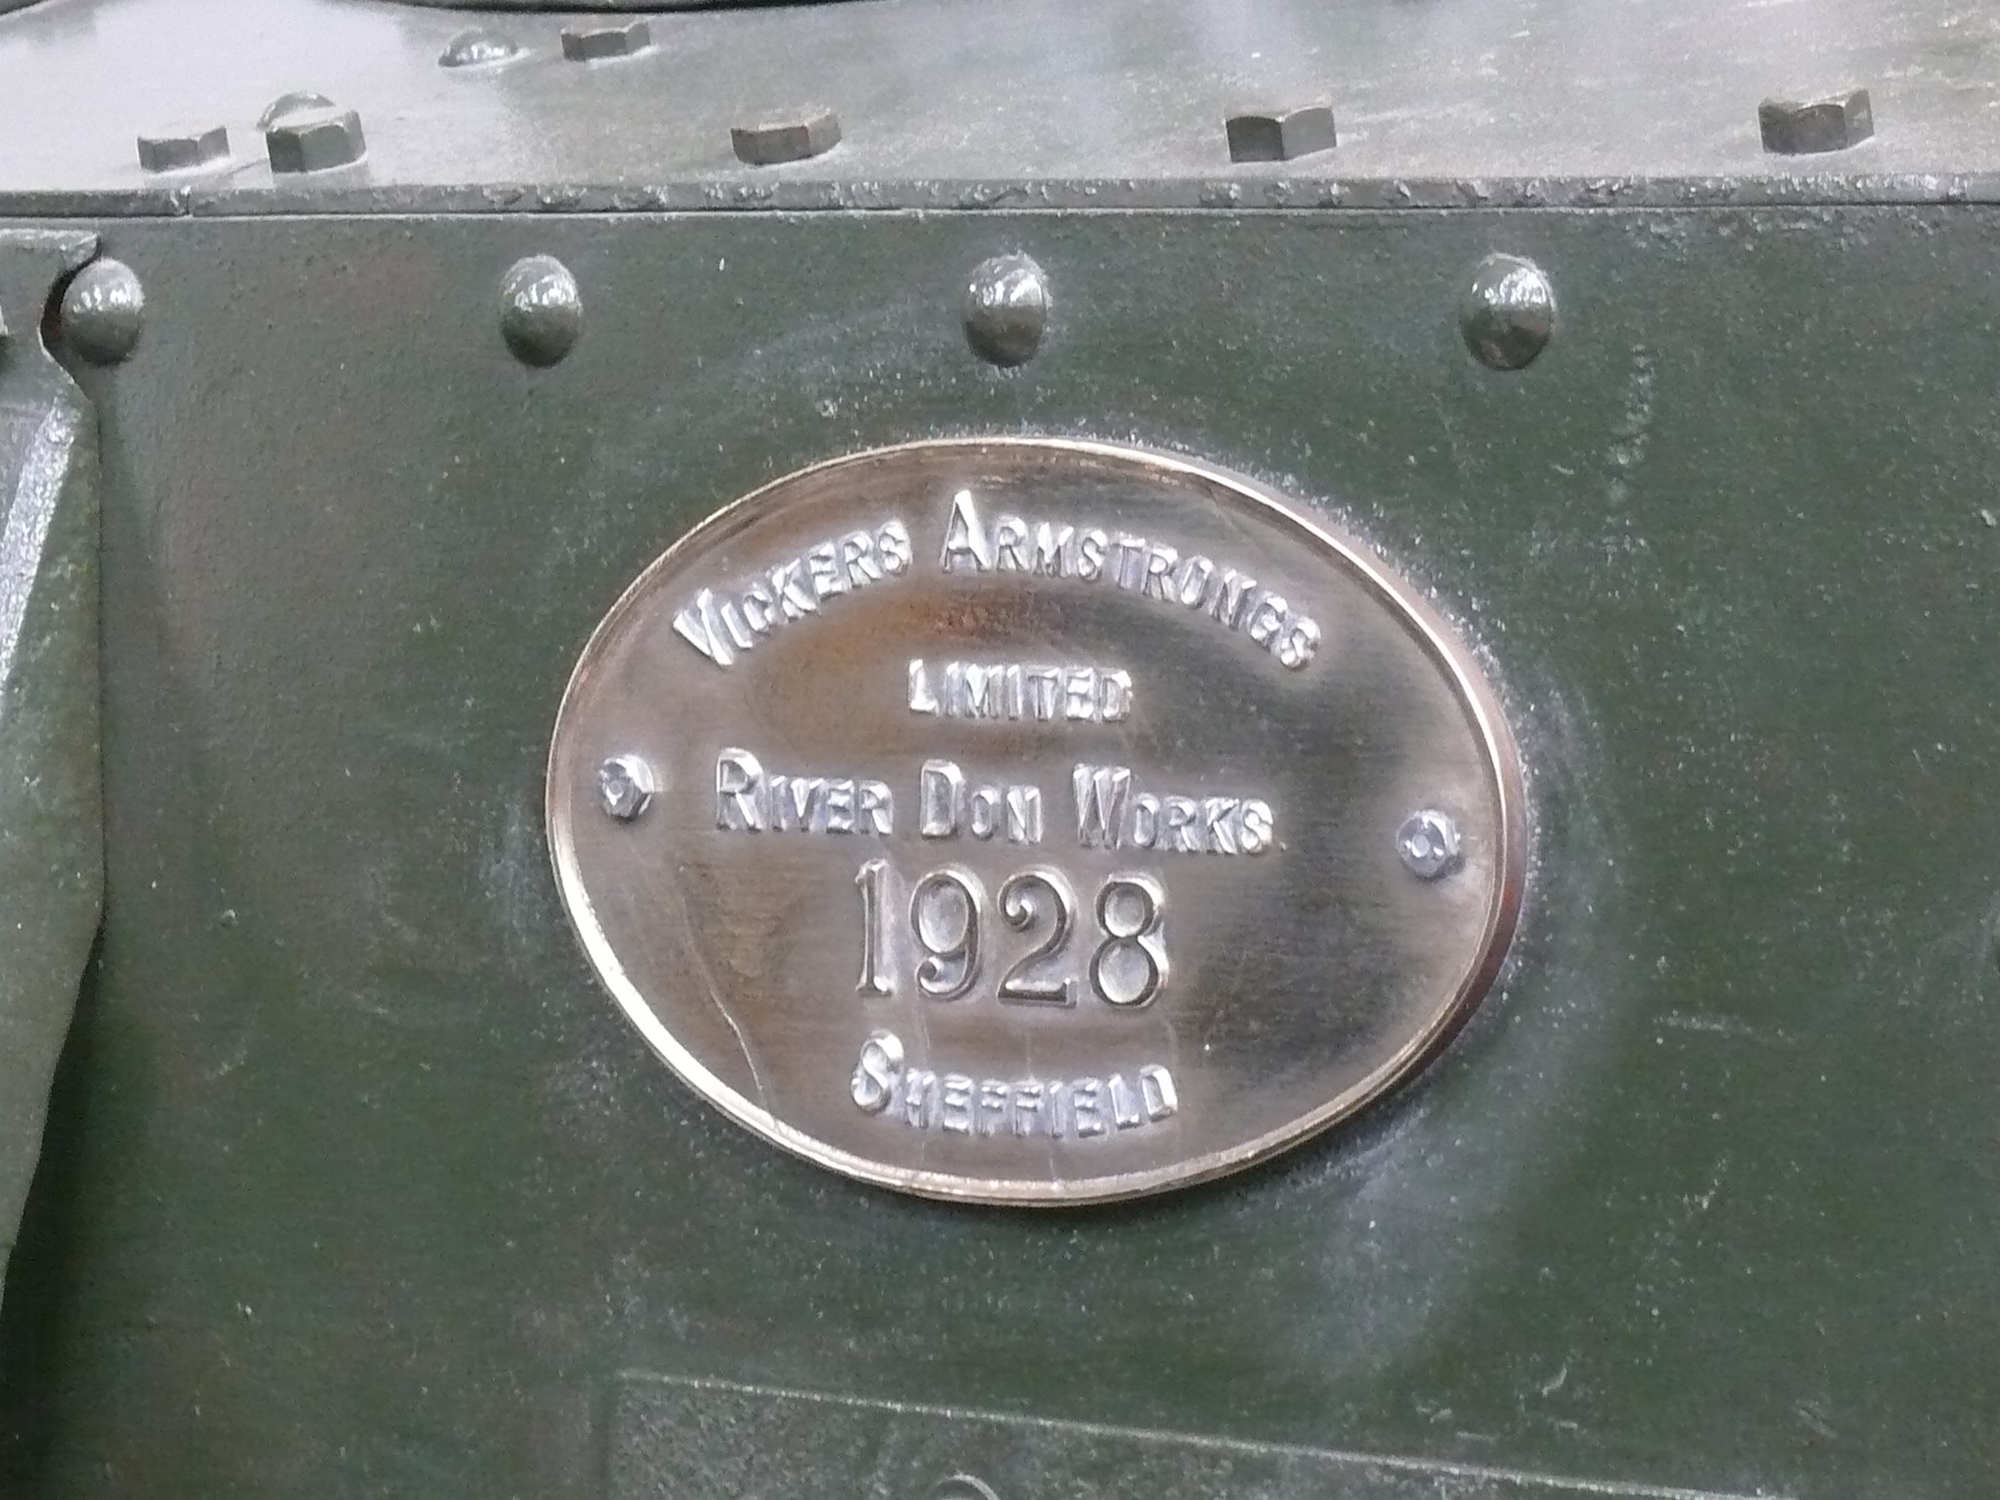 VICKERS ARMSTRONGS
LIMITED
RIVER DON WORKS.
1928
SHEFFIELD